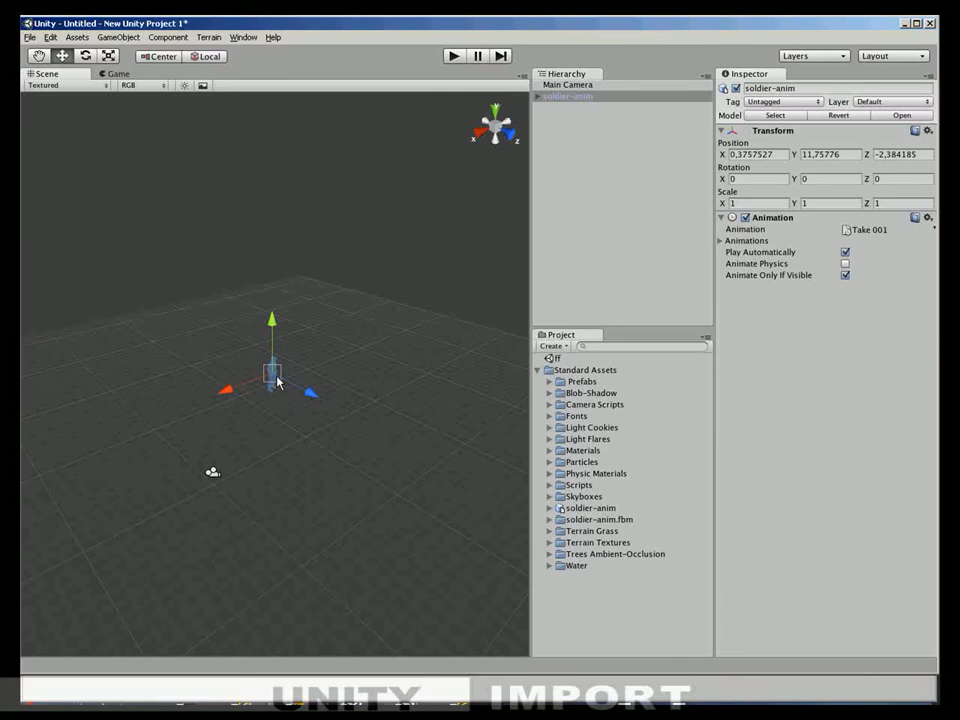 Unity - Untitled - New Unity Project 1*
File Edit Assets GameObject Component Terrain Window Help
Center Local Layers Layout
Scene Game
Textured RGB
Hierarchy
Main Camera
soldier-anim
Inspector
soldier-anim
Tag Untagged Layer Default
Model Select Revert Open
Transform
Position
X 0,3757527 Y 11,75776 Z -2,384185
Rotation
X 0 Y 0 Z 0
Scale
X 1 Y 1 Z 1
Animation
Animation Take 001
Animations
Play Automatically
Animate Physics
Animate Only If Visible
y
x
z
Project
Create
ff
Standard Assets
Prefabs
Blob-Shadow
Camera Scripts
Fonts
Light Cookies
Light Flares
Materials
Particles
Physic Materials
Scripts
Skyboxes
soldier-anim
soldier-anim.fbm
Terrain Grass
Terrain Textures
Trees Ambient-Occlusion
Water
UNITY IMPORT